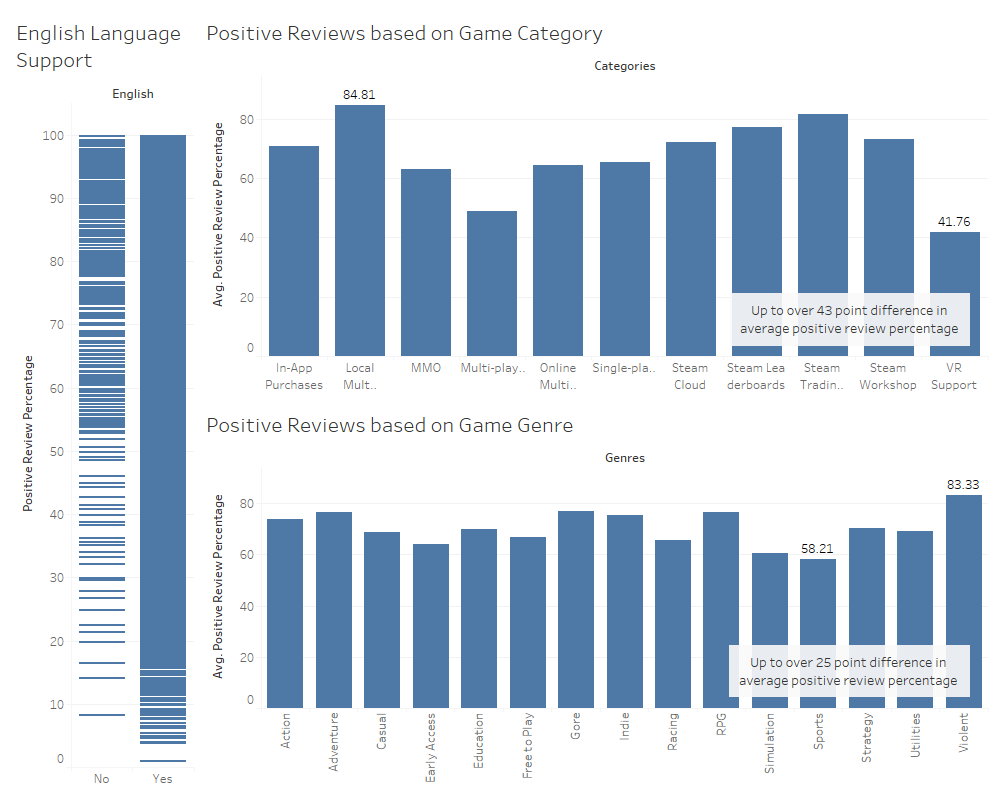 English Language
Support
English
Positive Review Percentage
100
90
80
70
60
50
40
30
20
10
0
No
Yes
Positive Reviews based on Game Category
Categories
Avg. Positive Review Percentage
80
60
40
20
0
84.81
41.76
Up to over 43 point difference in
average positive review percentage
In-App
Purchases
Local
Mult..
MMO
Multi-play..
Online
Multi..
Single-pla..
Steam
Cloud
Steam Lea
derboards
Steam
Tradin..
Steam
Workshop
VR
Support
Positive Reviews based on Game Genre
Genres
Avg. Positive Review Percentage
80
60
40
20
0
58.21
83.33
Up to over 25 point difference in
average positive review percentage
Action
Adventure
Casual
Early Access
Education
Free to Play
Gore
Indie
Racing
RPG
Simulation
Sports
Strategy
Utilities
Violent